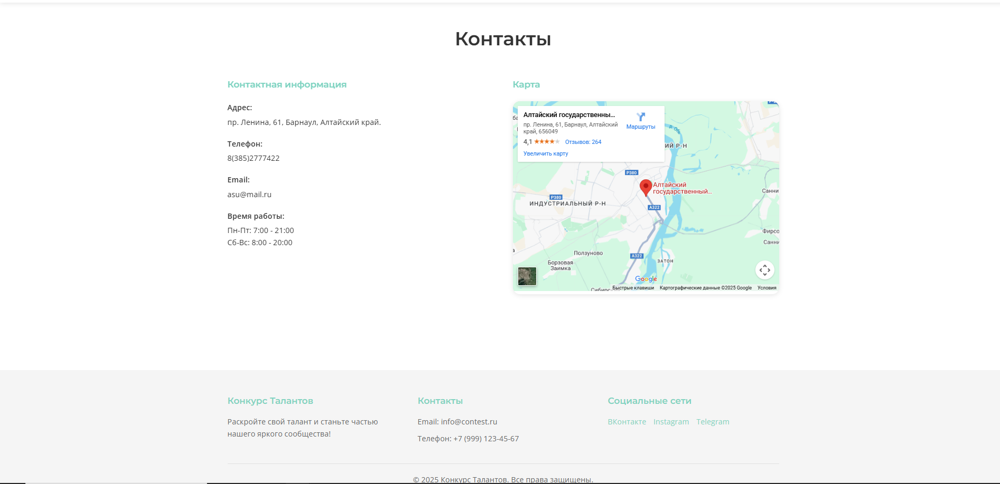 Контакты
Контактная информация
Адрес:
пр. Ленина, 61, Барнаул, Алтайский край.
Телефон:
8(385)2777422
Email:
asu@mail.ru
Время работы:
Пн-Пт: 7:00 - 21:00
Сб-Вс: 8:00 - 20:00
Карта
Алтайский государственны...
пр. Ленина, 61, Барнаул, Алтайский
край, 656049
4,1
Отзывов: 264
Увеличить карту
Маршруты
р. Обь
ИЙ Р-Н
Р380
Алтайский
государственный...
Санни
Р380
ИНДУСТРИАЛЬНЫЙ Р-Н
А322
Фирсо
Санни
Ползуново
А322
ЗАТОН
Борзовая
Заимка
Google
Сибирс
Быстрые клавиши
Картографические данные ©2025 Google
Условия
Конкурс Талантов
Раскройте свой талант и станьте частью
нашего яркого сообщества!
Контакты
Email: info@contest.ru
Телефон: +7 (999) 123-45-67
Социальные сети
ВКонтакте Instagram Telegram
© 2025 Конкурс Талантов. Все права защищены.